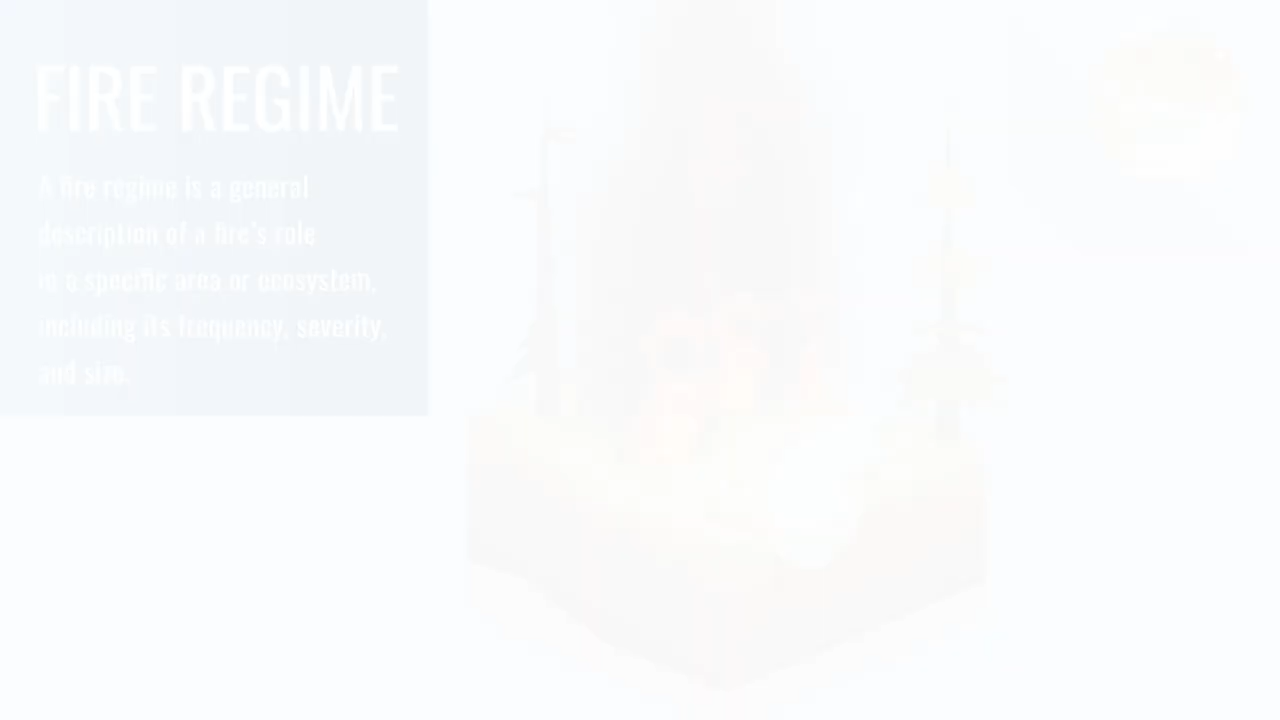 FIRE REGIME
A fire regime is a general
description of a fire's role
in a specific area or ecosystem,
including its frequency, severity,
and size.